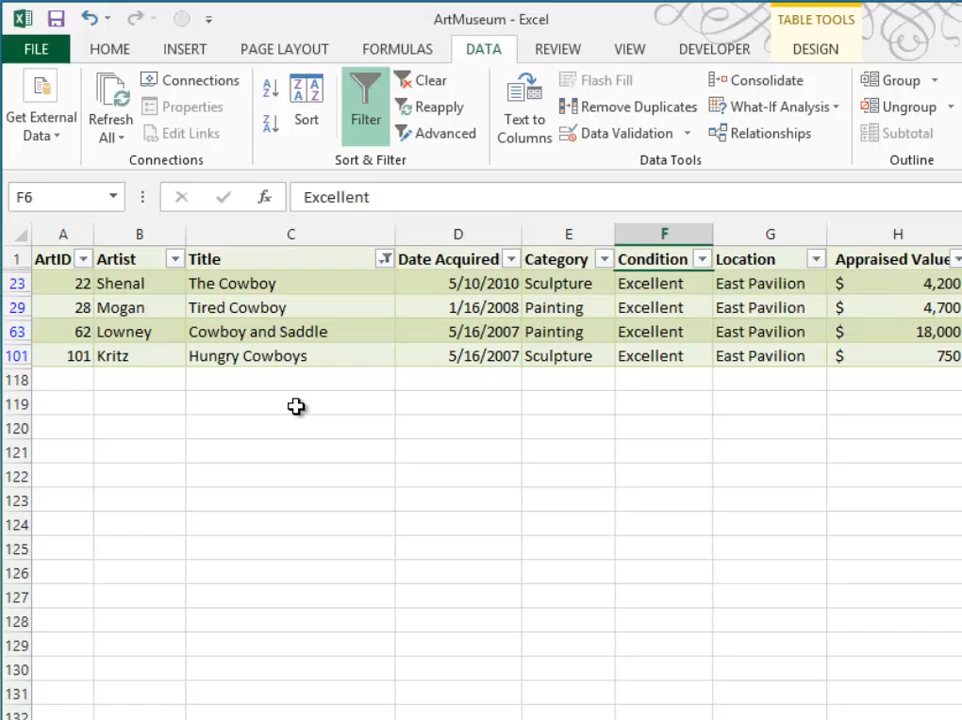 ArtMuseum - Excel
TABLE TOOLS
FILE HOME INSERT PAGE LAYOUT FORMULAS DATA REVIEW VIEW DEVELOPER DESIGN
Get External Data
Refresh All
Connections
Properties
Edit Links
Connections
Sort
Filter
Clear
Reapply
Advanced
Sort & Filter
Text to Columns
Flash Fill
Remove Duplicates
Data Validation
Consolidate
What-If Analysis
Relationships
Data Tools
Group
Ungroup
Subtotal
Outline
F6 fx Excellent
A B C D E F G H
1 ArtID Artist Title Date Acquired Category Condition Location Appraised Value
23 22 Shenal The Cowboy 5/10/2010 Sculpture Excellent East Pavilion $ 4,200
29 28 Mogan Tired Cowboy 1/16/2008 Painting Excellent East Pavilion $ 4,700
63 62 Lowney Cowboy and Saddle 5/16/2007 Painting Excellent East Pavilion $ 18,000
101 101 Kritz Hungry Cowboys 5/16/2007 Sculpture Excellent East Pavilion $ 750
118
119
120
121
122
123
124
125
126
127
128
129
130
131
132